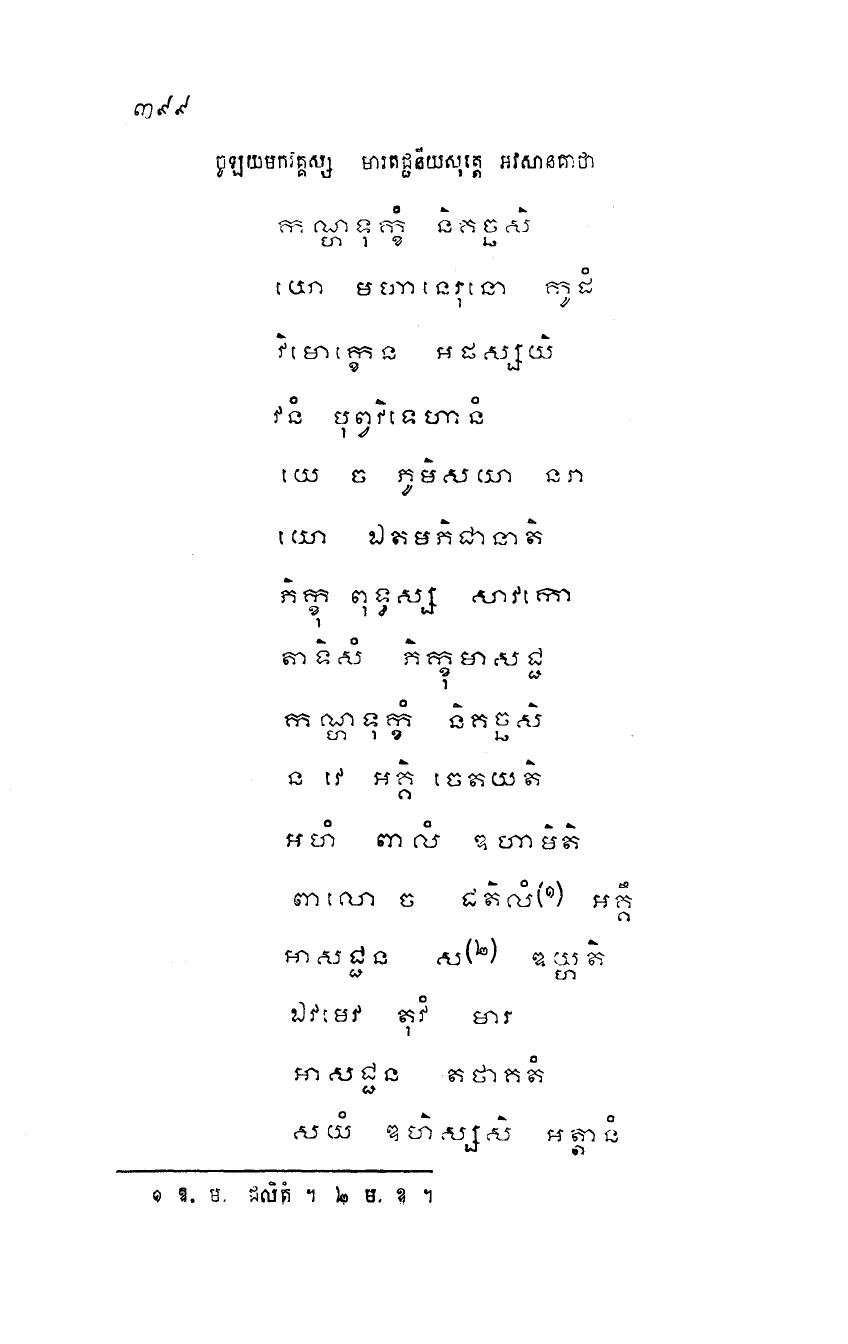 ៣៩៩
ចូឡយមករវគ្គស្ស មារតជ្ជនីយសុត្តេ អវសានគាថា
កណ្ហទុក្ខំ និគច្ឆសិ
យោ មហានេរុនោ កូដំ
វិមោក្ខេន អផស្សយិ
វនំ បុព្វវិទេហានំ
យេ ច ភូមិសយា នរា
យោ ឯតមភិជានាតិ
ភិក្ខុ ពុទ្ធស្ស សាវកោ
តាទិសំ ភិក្ខុមាសជ្ជ
កណ្ហទុក្ខំ និគច្ឆសិ
ន វេ អគ្គិ ចេតយតិ
អហំ ពាលំ ឌហាមិតិ
ពាលោ ច ជតិលំ(១) អគ្គឹ
អាសជ្ជន ស(២) ឌយ្ហតិ
ឯវមេវ តុវំ មារ
អាសជ្ជន តថាគតំ
សយំ ឌហិស្សសិ អត្តានំ
១ ឱ. ម. ជលិតំ ។ ២ ម. ឱ ។